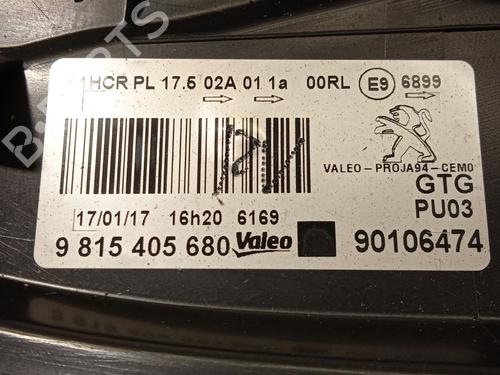 HCR PL 17.5 02A 01 1a 00RL E9 6899
VALEO-PROJA94-CEMO
GTG
17/01/17 16h20 6169
PU03
9 815 405 680 Valeo 90106474